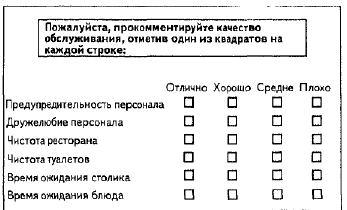 Пожалуйста, прокомментируйте качество
обслуживания, отметив один из квадратов на
каждой строке:
Отлично Хорошо Средне Плохо
Предупредительность персонала
Дружелюбие персонала
Чистота ресторана
Чистота туалетов
Время ожидания столика
Время ожидания блюда